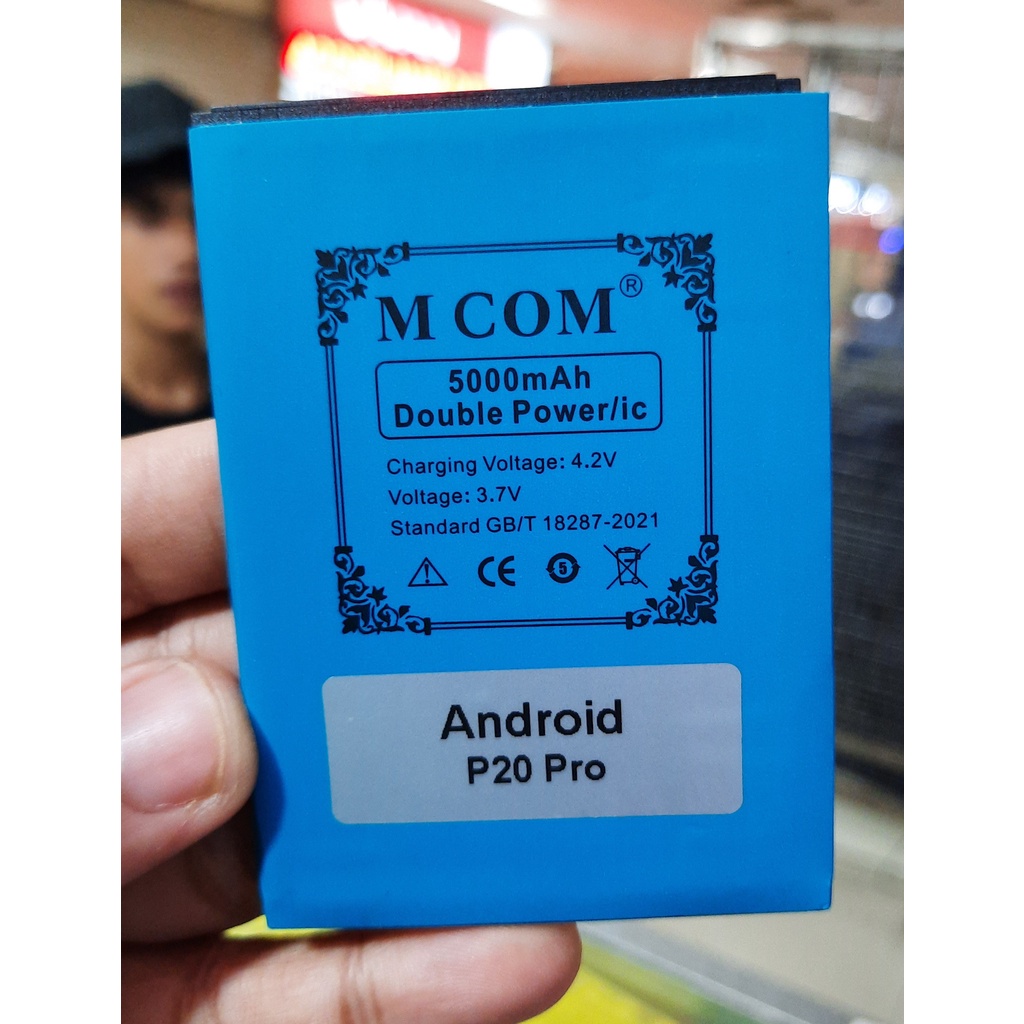 M COM®
5000mAh
Double Power/ic
Charging Voltage: 4.2V
Voltage: 3.7V
Standard GB/T 18287-2021
CE
5
Android
P20 Pro